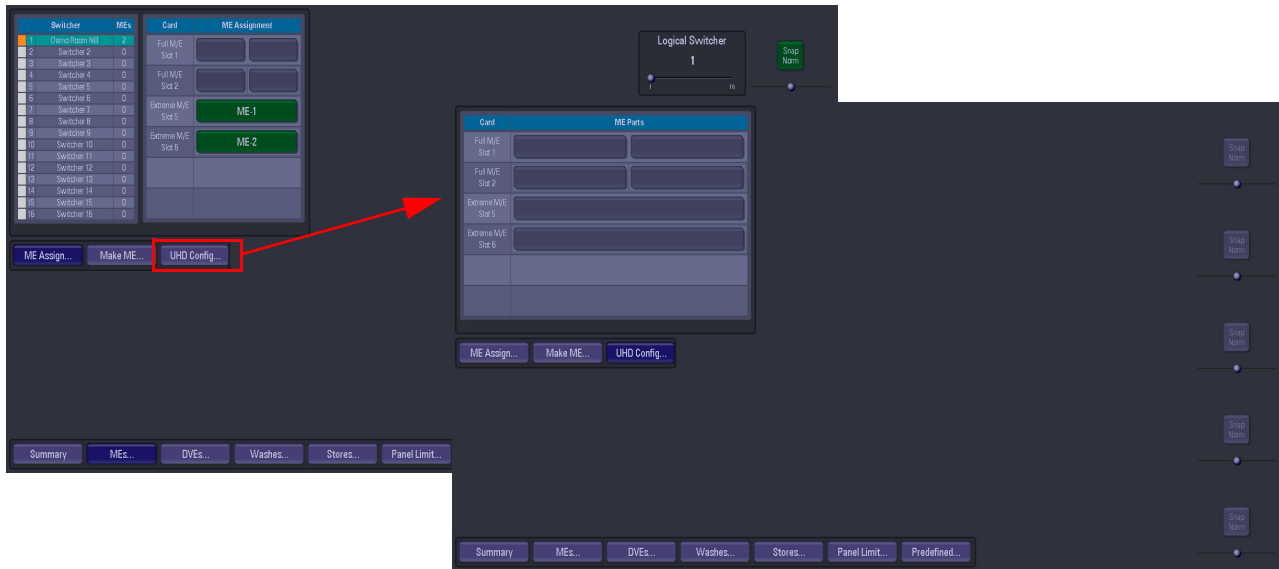 Switcher MEs
1 Demo Room NB 2
2 Switcher 2 0
3 Switcher 3 0
4 Switcher 4 0
5 Switcher 5 0
6 Switcher 6 0
7 Switcher 7 0
8 Switcher 8 0
9 Switcher 9 0
10 Switcher 10 0
11 Switcher 11 0
12 Switcher 12 0
13 Switcher 13 0
14 Switcher 14 0
15 Switcher 15 0
16 Switcher 16 0
Card ME Assignment
Full M/E
Slot 1
Full M/E
Slot 2
Extreme M/E
Slot 5
ME-1
Extreme M/E
Slot 6
ME-2
Logical Switcher
1
1 16
Snap
Norm
ME Assign... Make ME... UHD Config...
Summary MEs... DVEs... Washes... Stores... Panel Limit...
Card ME Parts
Full M/E
Slot 1
Full M/E
Slot 2
Extreme M/E
Slot 5
Extreme M/E
Slot 6
ME Assign... Make ME... UHD Config...
Snap
Norm
Snap
Norm
Snap
Norm
Snap
Norm
Snap
Norm
Summary MEs... DVEs... Washes... Stores... Panel Limit... Predefined...